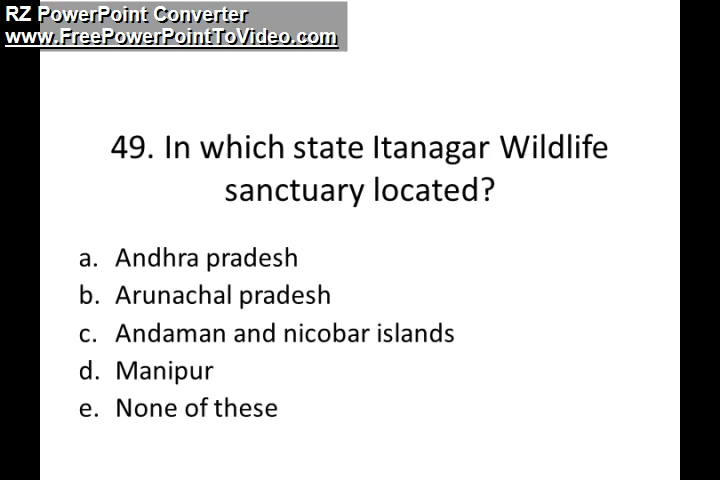 RZ PowerPoint Converter
www.FreePowerPointToVideo.com
49. In which state Itanagar Wildlife
sanctuary located?
a. Andhra pradesh
b. Arunachal pradesh
c. Andaman and nicobar islands
d. Manipur
e. None of these